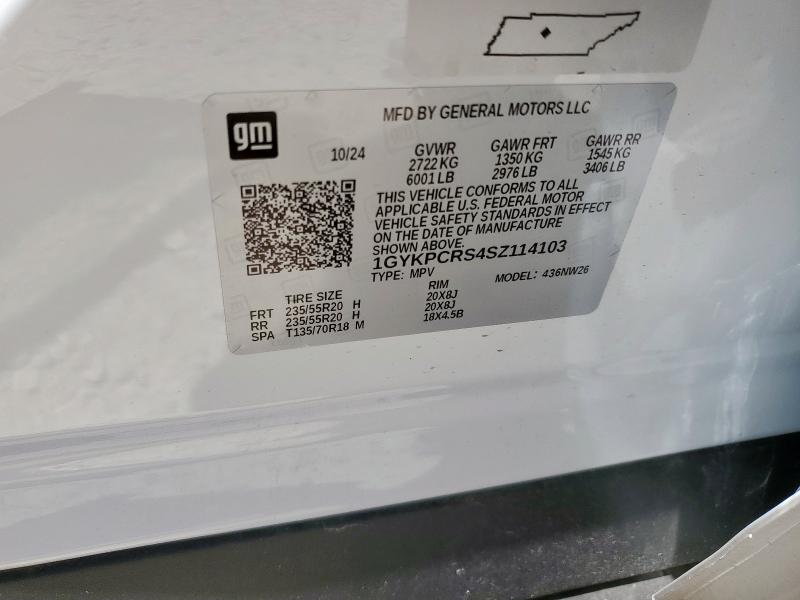 gm
MFD BY GENERAL MOTORS LLC
10/24
GVWR GAWR FRT GAWR RR
2722 KG 1350 KG 1545 KG
6001 LB 2976 LB 3406 LB
THIS VEHICLE CONFORMS TO ALL
APPLICABLE U.S. FEDERAL MOTOR
VEHICLE SAFETY STANDARDS IN EFFECT
ON THE DATE OF MANUFACTURE
SHOWN ABOVE.
1GYKPCRS4SZ114103
TYPE: MPV MODEL: 436NW26
TIRE SIZE RIM
FRT 235/55R20 H 20X8J
RR 235/55R20 H 20X8J
SPA T135/70R18 M 18X4.5B